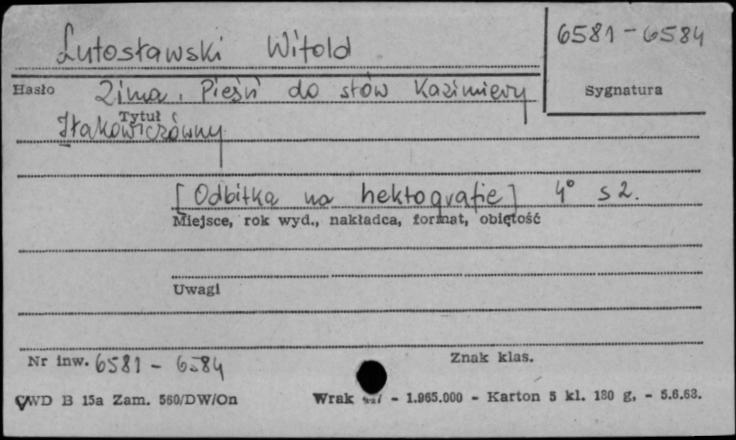 Lutosławski Witold
6581 - 6584
Hasło
Zima. Pieśń do słów Kazimiery
Sygnatura
Tytuł
Iłłakowiczówny
[Odbitka na hektografie] 4° s 2.
Miejsce, rok wyd., nakładca, format, objętość
Uwagi
Nr inw. 6581 - 6584
Znak klas.
CWD B 15a Zam. 560/DW/On
Wrak - 1.965.000 - Karton 5 kl. 180 g, - 5.6.63.